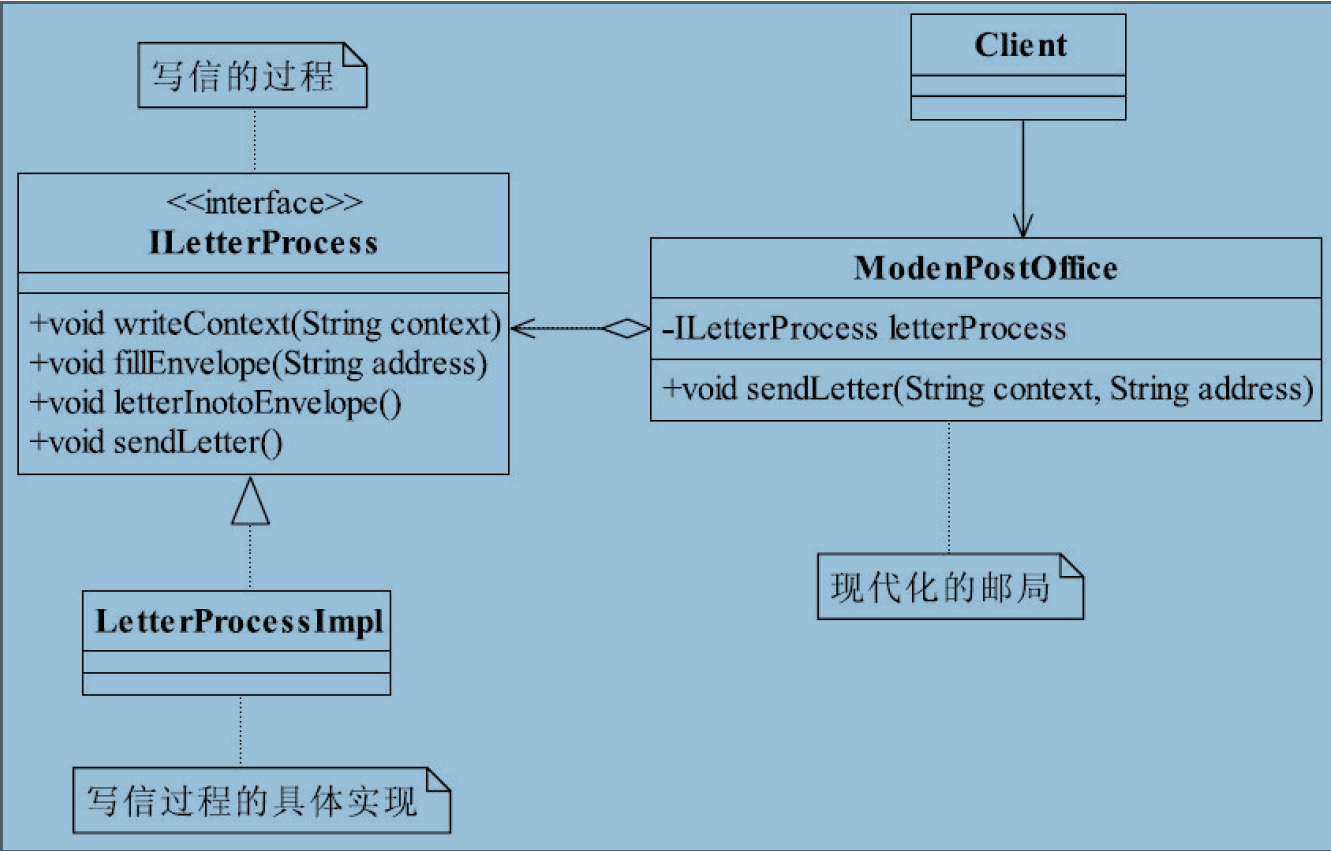 写信的过程
<<interface>>
ILetterProcess
+void writeContext(String context)
+void fillEnvelope(String address)
+void letterInotoEnvelope()
+void sendLetter()
LetterProcessImpl
写信过程的具体实现
Client
ModenPostOffice
-ILetterProcess letterProcess
+void sendLetter(String context, String address)
现代化的邮局